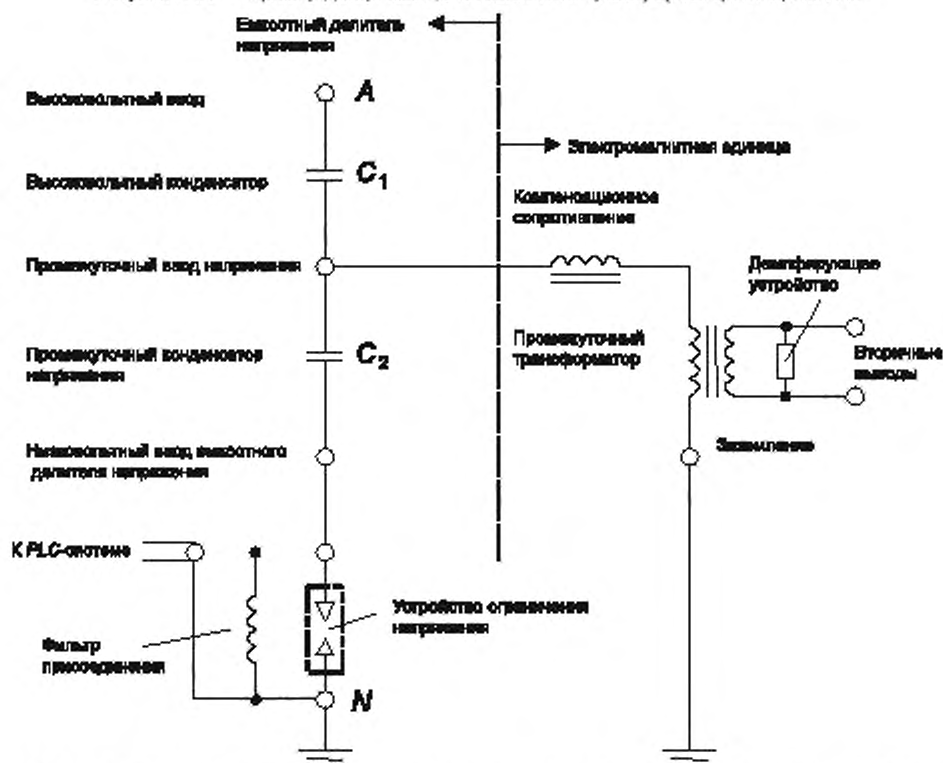 Емкостный делитель
напряжения
Высоковольтный ввод
A
Электромагнитная единица
Высоковольтный конденсатор
C1
Компенсационное
сопротивление
Промежуточный ввод напряжения
Демпфирующее
устройство
Промежуточный конденсатор
напряжения
C2
Промежуточный
трансформатор
Вторичные
выводы
Низковольтный ввод емкостного
делителя напряжения
Заземление
К PLC-системе
Устройство ограничения
напряжения
Фильтр
присоединения
N